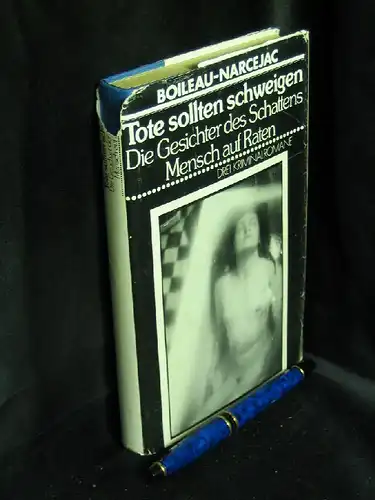 BOILEAU-NARCEJAC
Tote sollten schweigen
Die Gesichter des Schattens
Mensch auf Raten
DREI KRIMINALROMANE